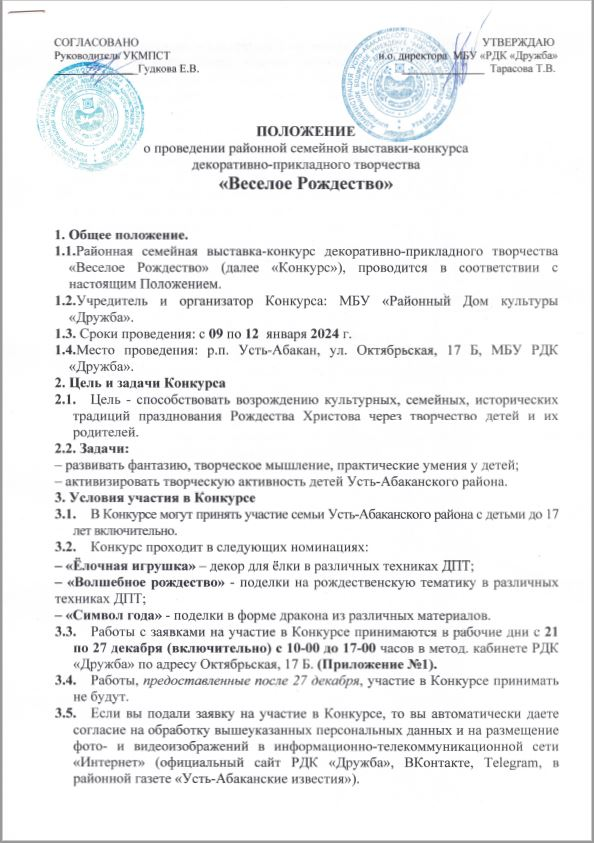 СОГЛАСОВАНО
УТВЕРЖДАЮ
Руководитель УКМПСТ
и.о. директора МБУ «РДК «Дружба»
Гудкова Е.В.
Тарасова Т.В.
ПОЛОЖЕНИЕ
о проведении районной семейной выставки-конкурса
декоративно-прикладного творчества
«Веселое Рождество»
1. Общее положение.
1.1.Районная семейная выставка-конкурс декоративно-прикладного творчества
«Веселое Рождество» (далее «Конкурс»), проводится в соответствии с
настоящим Положением.
1.2.Учредитель и организатор Конкурса: МБУ «Районный Дом культуры
«Дружба».
1.3. Сроки проведения: с 09 по 12 января 2024 г.
1.4.Место проведения: р.п. Усть-Абакан, ул. Октябрьская, 17 Б, МБУ РДК
«Дружба».
2. Цель и задачи Конкурса
2.1. Цель - способствовать возрождению культурных, семейных, исторических
традиций празднования Рождества Христова через творчество детей и их
родителей.
2.2. Задачи:
– развивать фантазию, творческое мышление, практические умения у детей;
– активизировать творческую активность детей Усть-Абаканского района.
3. Условия участия в Конкурсе
3.1. В Конкурсе могут принять участие семьи Усть-Абаканского района с детьми до 17
лет включительно.
3.2. Конкурс проходит в следующих номинациях:
– «Ёлочная игрушка» – декор для ёлки в различных техниках ДПТ;
– «Волшебное рождество» - поделки на рождественскую тематику в различных
техниках ДПТ;
– «Символ года» - поделки в форме дракона из различных материалов.
3.3. Работы с заявками на участие в Конкурсе принимаются в рабочие дни с 21
по 27 декабря (включительно) с 10-00 до 17-00 часов в метод. кабинете РДК
«Дружба» по адресу Октябрьская, 17 Б. (Приложение №1).
3.4. Работы, предоставленные после 27 декабря, участие в Конкурсе принимать
не будут.
3.5. Если вы подали заявку на участие в Конкурсе, то вы автоматически даете
согласие на обработку вышеуказанных персональных данных и на размещение
фото- и видеоизображений в информационно-телекоммуникационной сети
«Интернет» (официальный сайт РДК «Дружба», ВКонтакте, Telegram, в
районной газете «Усть-Абаканские известия»).